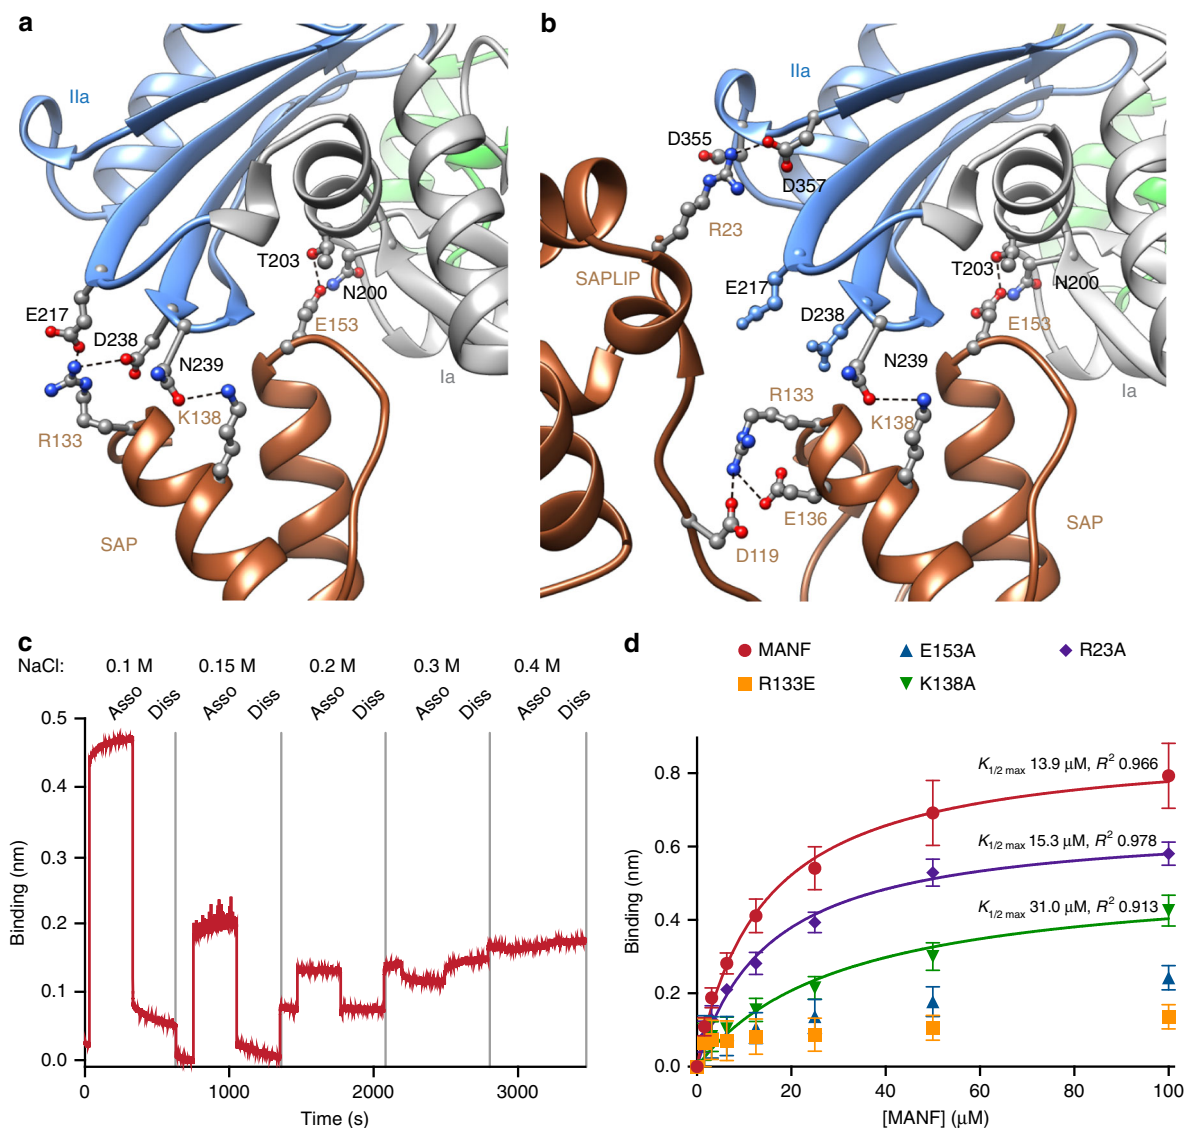 a
IIa
T203
N200
E217
D238
E153
N239
Ia
K138
R133
SAP
b
IIa
D355
D357
R23
SAPLIP
T203
N200
E217
D238
E153
N239
Ia
R133
K138
E136
SAP
D119
c
NaCl: 0.1 M 0.15 M 0.2 M 0.3 M 0.4 M
Asso Diss Asso Diss Asso Diss Asso Diss Asso Diss
0.5
0.4
0.3
0.2
0.1
0.0
Binding (nm)
0 1000 2000 3000
Time (s)
d
MANF E153A R23A
R133E K138A
K1/2 max 13.9 μM, R² 0.966
K1/2 max 15.3 μM, R² 0.978
K1/2 max 31.0 μM, R² 0.913
0.8
0.6
0.4
0.2
0.0
Binding (nm)
0 20 40 60 80 100
[MANF] (μM)